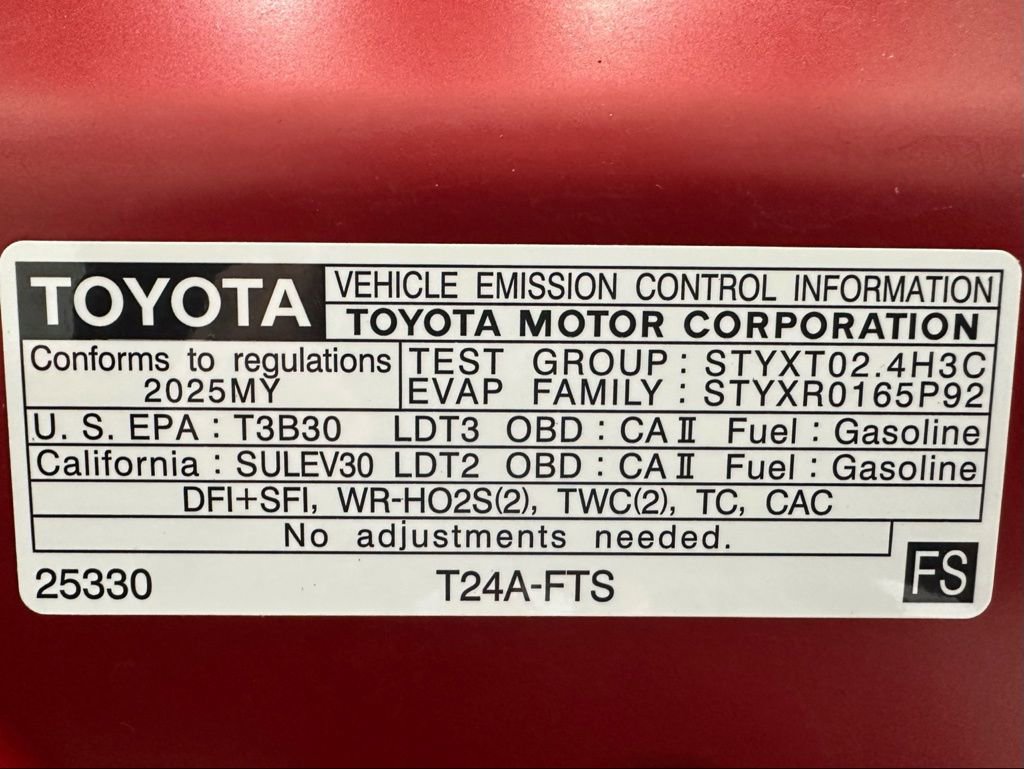 TOYOTA VEHICLE EMISSION CONTROL INFORMATION
TOYOTA MOTOR CORPORATION
Conforms to regulations
2025MY
TEST GROUP : STYXT02.4H3C
EVAP FAMILY : STYXR0165P92
U. S. EPA : T3B30 LDT3 OBD : CA II Fuel : Gasoline
California : SULEV30 LDT2 OBD : CA II Fuel : Gasoline
DFI+SFI, WR-HO2S(2), TWC(2), TC, CAC
No adjustments needed.
25330 T24A-FTS FS